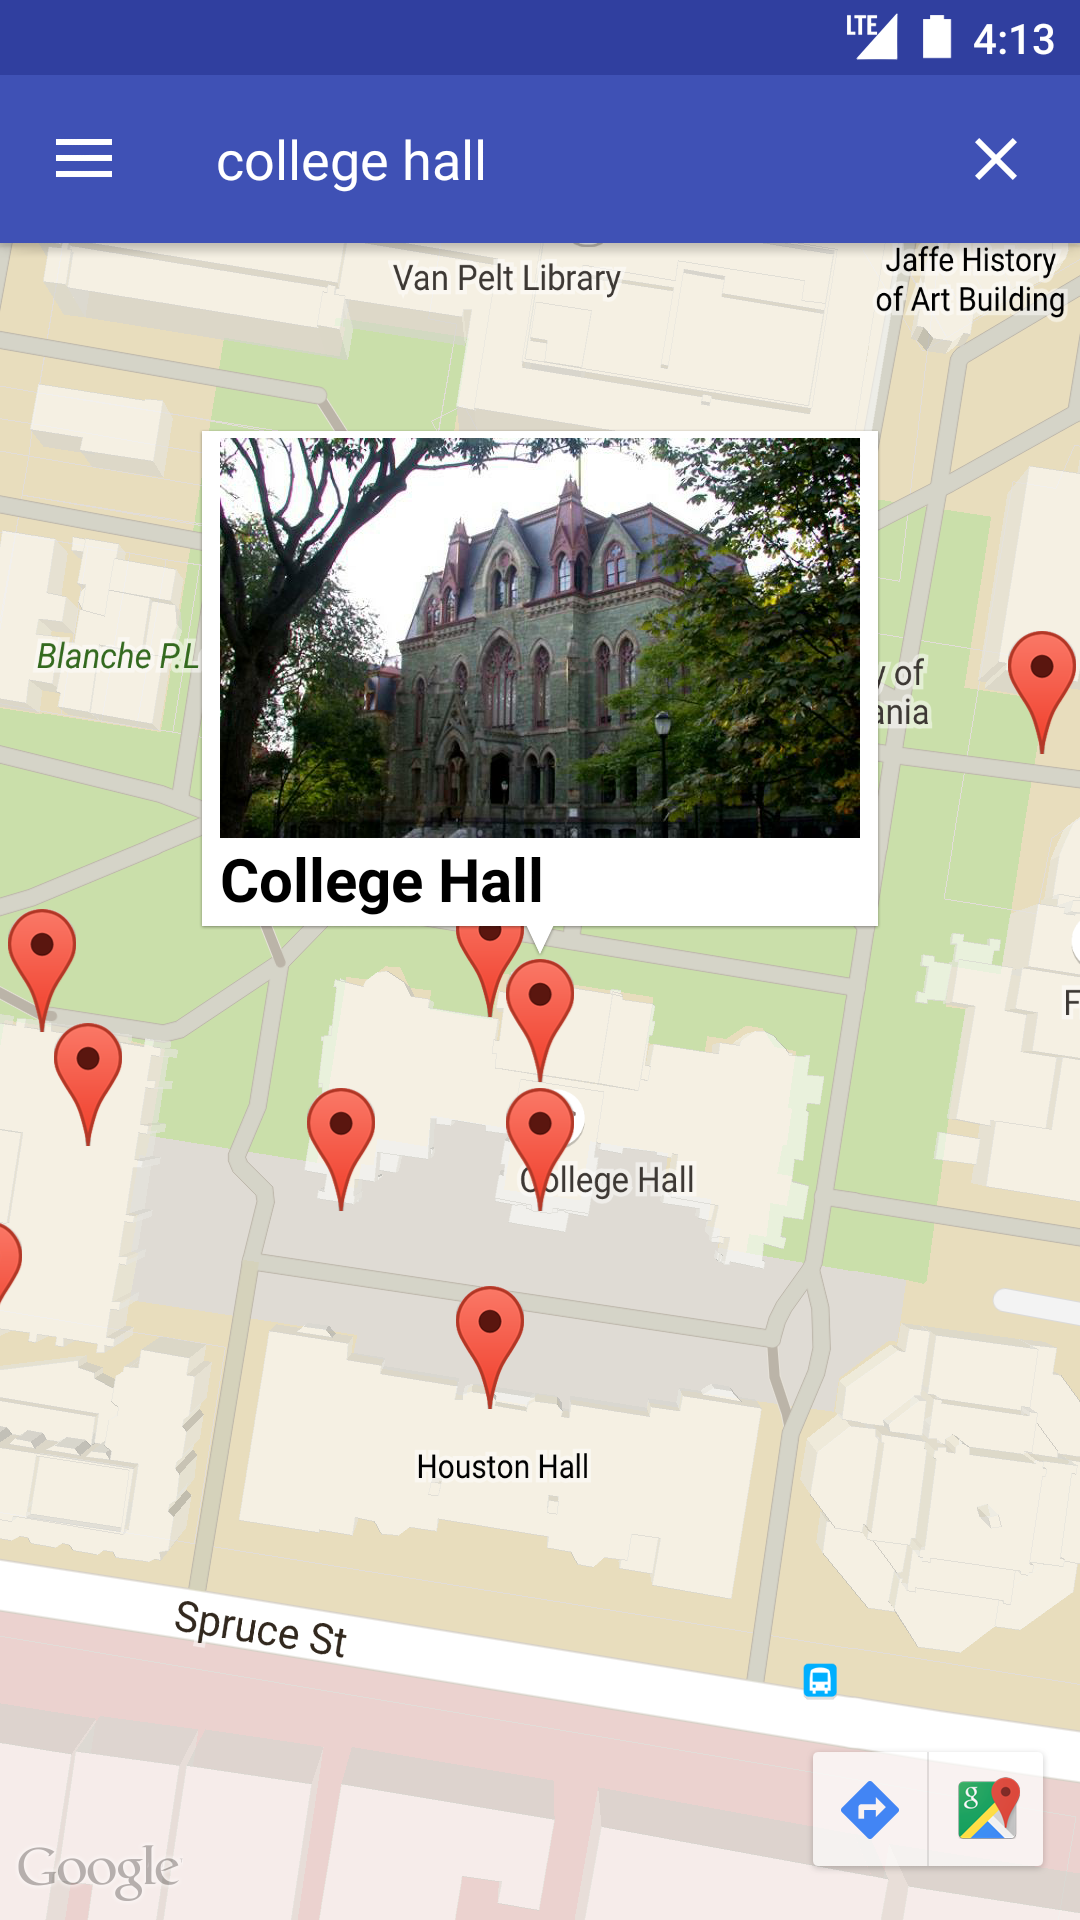 LTE 4:13
college hall
Van Pelt Library
Jaffe History
of Art Building
Blanche P.L
y of
ania
College Hall
F
College Hall
Houston Hall
Spruce St
g
Google